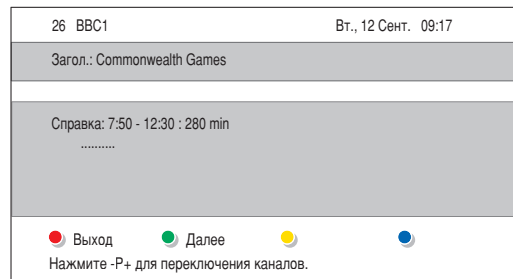 26 BBC1 Вт., 12 Сент. 09:17
Загол.: Commonwealth Games
Справка: 7:50 - 12:30 : 280 min
..........
Выход Далее
Нажмите -P+ для переключения каналов.